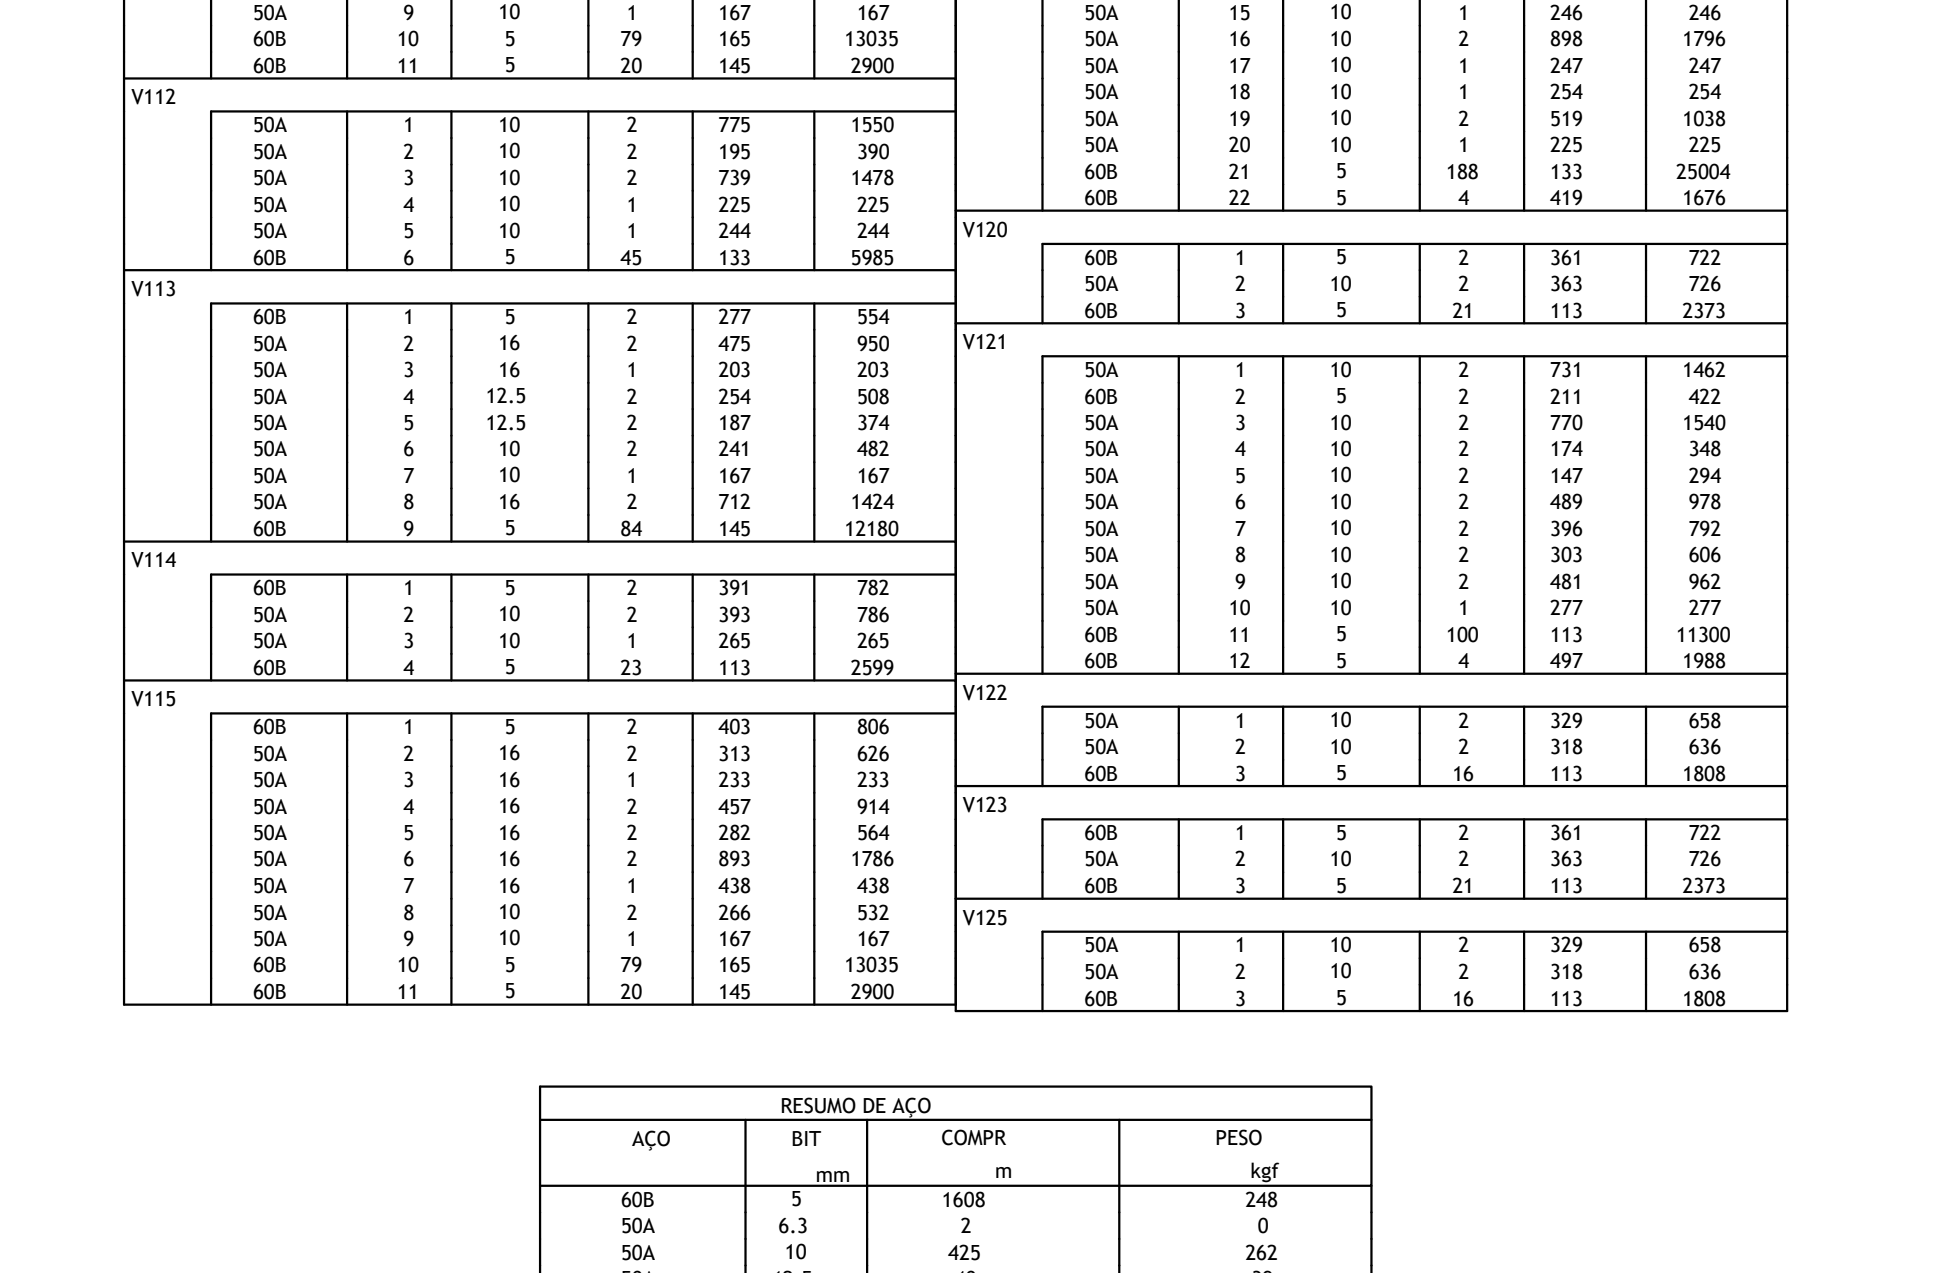 50A 9 10 1 167 167
60B 10 5 79 165 13035
60B 11 5 20 145 2900
V112
50A 1 10 2 775 1550
50A 2 10 2 195 390
50A 3 10 2 739 1478
50A 4 10 1 225 225
50A 5 10 1 244 244
60B 6 5 45 133 5985
V113
60B 1 5 2 277 554
50A 2 16 2 475 950
50A 3 16 1 203 203
50A 4 12.5 2 254 508
50A 5 12.5 2 187 374
50A 6 10 2 241 482
50A 7 10 1 167 167
50A 8 16 2 712 1424
60B 9 5 84 145 12180
V114
60B 1 5 2 391 782
50A 2 10 2 393 786
50A 3 10 1 265 265
60B 4 5 23 113 2599
V115
60B 1 5 2 403 806
50A 2 16 2 313 626
50A 3 16 1 233 233
50A 4 16 2 457 914
50A 5 16 2 282 564
50A 6 16 2 893 1786
50A 7 16 1 438 438
50A 8 10 2 266 532
50A 9 10 1 167 167
60B 10 5 79 165 13035
60B 11 5 20 145 2900
50A 15 10 1 246 246
50A 16 10 2 898 1796
50A 17 10 1 247 247
50A 18 10 1 254 254
50A 19 10 2 519 1038
50A 20 10 1 225 225
60B 21 5 188 133 25004
60B 22 5 4 419 1676
V120
60B 1 5 2 361 722
50A 2 10 2 363 726
60B 3 5 21 113 2373
V121
50A 1 10 2 731 1462
60B 2 5 2 211 422
50A 3 10 2 770 1540
50A 4 10 2 174 348
50A 5 10 2 147 294
50A 6 10 2 489 978
50A 7 10 2 396 792
50A 8 10 2 303 606
50A 9 10 2 481 962
50A 10 10 1 277 277
60B 11 5 100 113 11300
60B 12 5 4 497 1988
V122
50A 1 10 2 329 658
50A 2 10 2 318 636
60B 3 5 16 113 1808
V123
60B 1 5 2 361 722
50A 2 10 2 363 726
60B 3 5 21 113 2373
V125
50A 1 10 2 329 658
50A 2 10 2 318 636
60B 3 5 16 113 1808
RESUMO DE AÇO
AÇO BIT COMPR PESO
mm m kgf
60B 5 1608 248
50A 6.3 2 0
50A 10 425 262